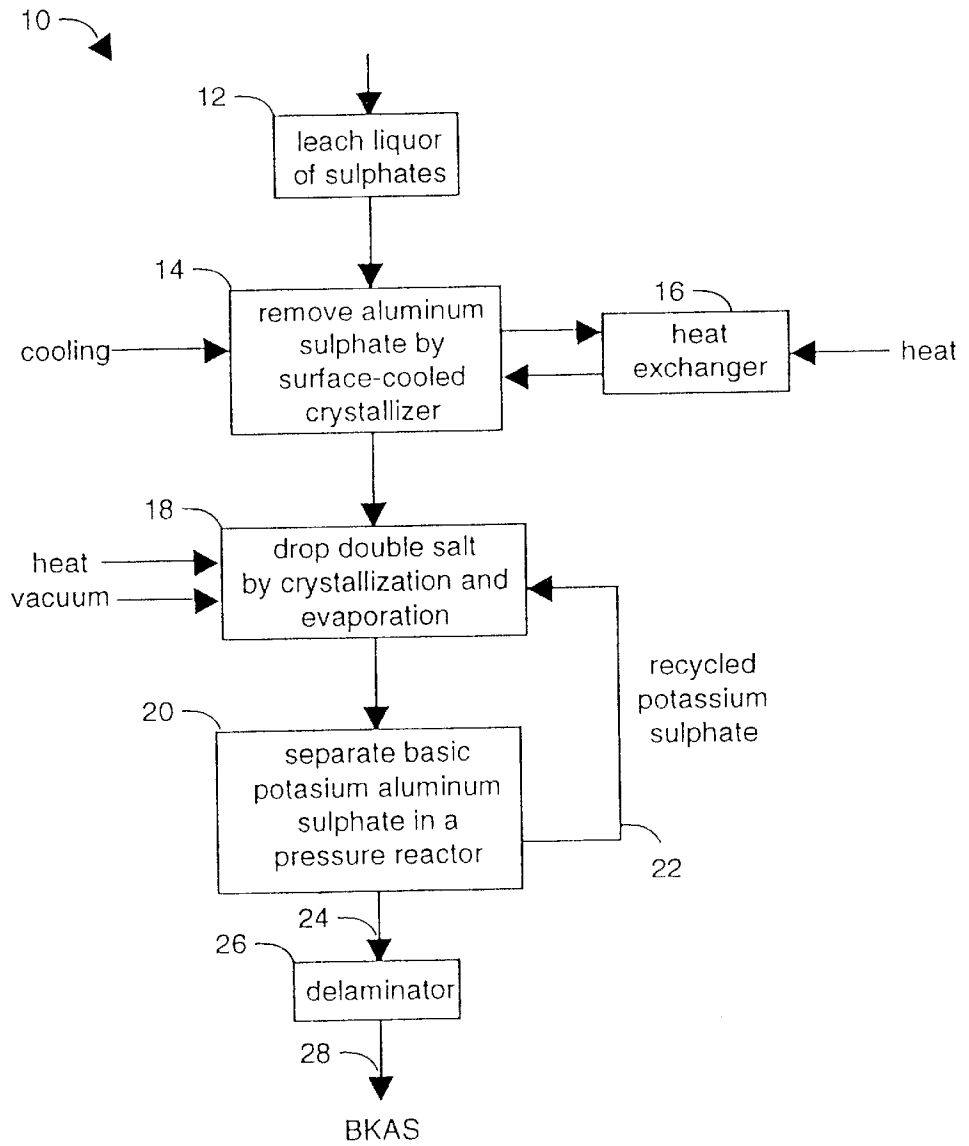 10
12
leach liquor
of sulphates
14
remove aluminum
sulphate by
surface-cooled
crystallizer
cooling
16
heat
exchanger
heat
18
drop double salt
by crystallization and
evaporation
heat
vacuum
recycled
potassium
sulphate
20
separate basic
potasium aluminum
sulphate in a
pressure reactor
22
24
26
delaminator
28
BKAS